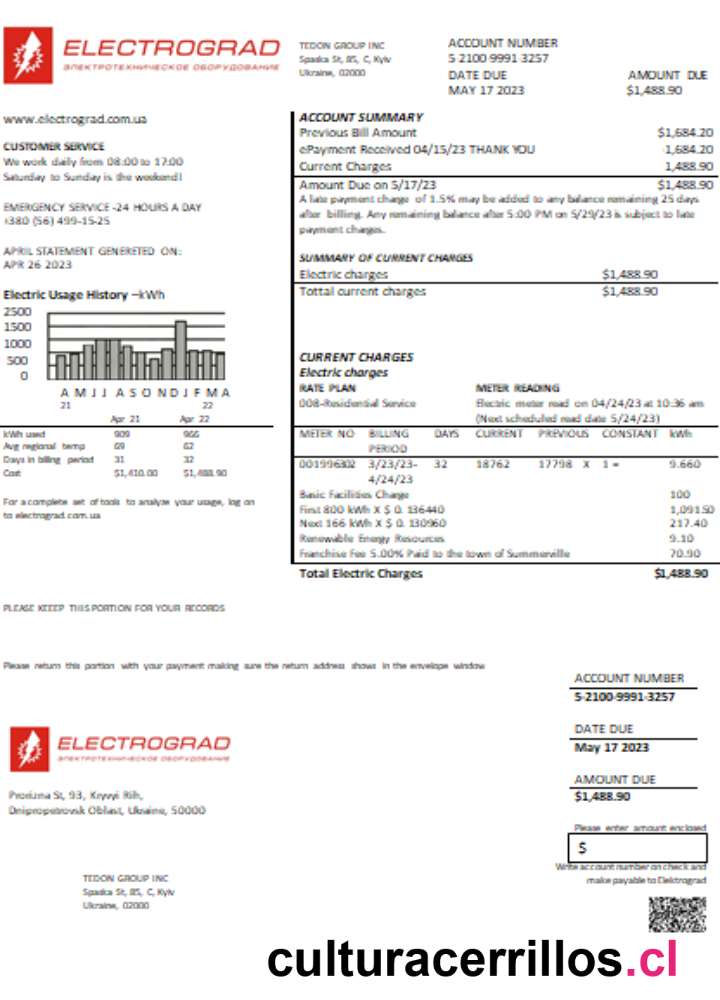 ELECTROGRAD
ЭЛЕКТРОТЕХНИЧЕСКОЕ ОБОРУДОВАНИЕ
TEDON GROUP INC
Spaska St, 85, C, Kyiv
Ukraine, 02000
ACCOUNT NUMBER
5-2100-9991-3257
DATE DUE AMOUNT DUE
MAY 17 2023 $1,488.90
www.electrograd.com.ua
CUSTOMER SERVICE
We work daily from 08:00 to 17:00
Saturday to Sunday is the weekend!
EMERGENCY SERVICE -24 HOURS A DAY
+380 (56) 499-15-25
APRIL STATEMENT GENERETED ON:
APR 26 2023
Electric Usage History –kWh
2500
1500
1000
500
0
A M J J A S O N D J F M A
21 22
Apr 21 Apr 22
kWh used 909 966
Avg regional temp 69 62
Days in billing period 31 32
Cost $1,410.00 $1,488.90
For a complete set of tools to analyze your usage, log on
to electrograd.com.ua
ACCOUNT SUMMARY
Previous Bill Amount $1,684.20
ePayment Received 04/15/23 THANK YOU -1,684.20
Current Charges 1,488.90
Amount Due on 5/17/23 $1,488.90
A late payment charge of 1.5% may be added to any balance remaining 25 days
after billing. Any remaining balance after 5:00 PM on 5/29/23 is subject to late
payment charges.
SUMMARY OF CURRENT CHARGES
Electric charges $1,488.90
Tottal current charges $1,488.90
CURRENT CHARGES
Electric charges
RATE PLAN METER READING
008-Residential Service Electric meter read on 04/24/23 at 10:36 am
(Next scheduled read date 5/24/23)
METER NO BILLING DAYS CURRENT PREVIOUS CONSTANT kWh
PERIOD
001996302 3/23/23- 32 18762 17798 X 1 = 9.660
4/24/23
Basic Facilities Charge 100
First 800 kWh X $ 0. 136440 1,091.50
Next 166 kWh X $ 0. 130960 217.40
Renewable Energy Resources 9.10
Franchise Fee 5.00% Paid to the town of Summerville 70.90
Total Electric Charges $1,488.90
PLEASE KEEEP THIS PORTION FOR YOUR RECORDS
Please return this portion with your payment making sure the return address shows in the envelope window
ACCOUNT NUMBER
5-2100-9991-3257
DATE DUE
May 17 2023
AMOUNT DUE
$1,488.90
Please enter amount enclosed
$
Write account number on check and
make payable to Elektrograd
ELECTROGRAD
ЭЛЕКТРОТЕХНИЧЕСКОЕ ОБОРУДОВАНИЕ
St, 93, Kryvyi Rih,
Dnipropetrovsk Oblast, Ukraine, 50000
TEDON GROUP INC
Spaska St, 85, C, Kyiv
Ukraine, 02000
culturacerrillos.cl